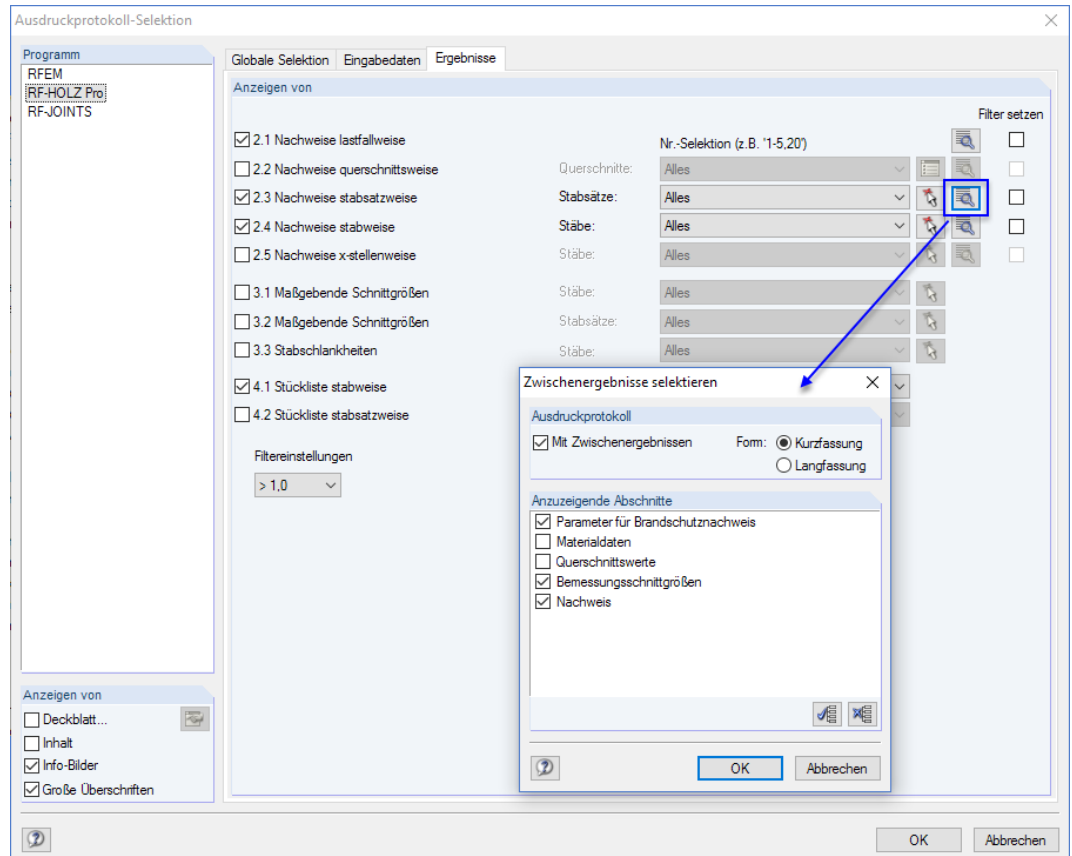 Ausdruckprotokoll-Selektion
Programm
RFEM
RF-HOLZ Pro
RF-JOINTS
Globale Selektion Eingabedaten Ergebnisse
Anzeigen von
Filter setzen
2.1 Nachweise lastfallweise Nr.-Selektion (z.B. '1-5,20')
2.2 Nachweise querschnittsweise Querschnitte: Alles
2.3 Nachweise stabsatzweise Stabsätze: Alles
2.4 Nachweise stabweise Stäbe: Alles
2.5 Nachweise x-stellenweise Stäbe: Alles
3.1 Maßgebende Schnittgrößen Stäbe: Alles
3.2 Maßgebende Schnittgrößen Stabsätze: Alles
3.3 Stabschlankheiten Stäbe: Alles
4.1 Stückliste stabweise
4.2 Stückliste stabsatzweise
Filtereinstellungen
> 1,0
Zwischenergebnisse selektieren
Ausdruckprotokoll
Mit Zwischenergebnissen Form: Kurzfassung
Langfassung
Anzuzeigende Abschnitte
Parameter für Brandschutznachweis
Materialdaten
Querschnittswerte
Bemessungsschnittgrößen
Nachweis
OK Abbrechen
Anzeigen von
Deckblatt...
Inhalt
Info-Bilder
Große Überschriften
OK Abbrechen